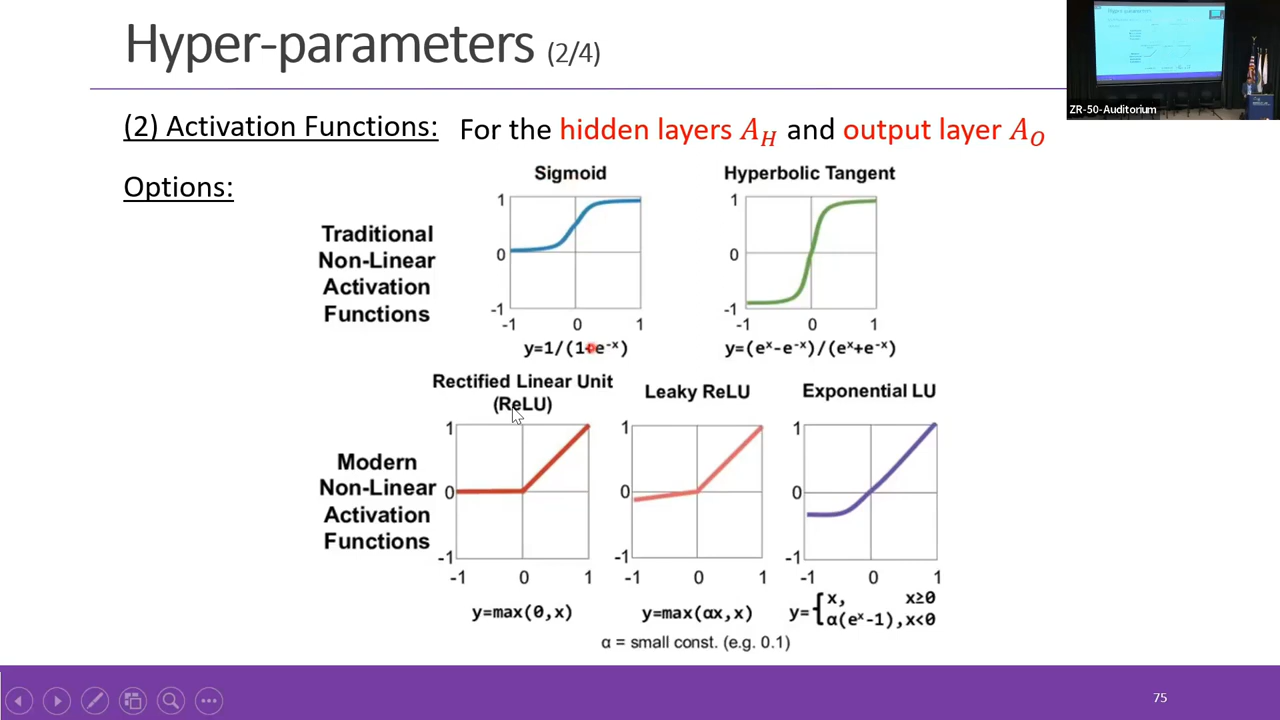 Hyper-parameters (2/4)
ZR-50-Auditorium
(2) Activation Functions: For the hidden layers A_H and output layer A_O
Options:
Traditional
Non-Linear
Activation
Functions
Sigmoid
1
0
-1
-1 0 1
y=1/(1+e^-x)
Hyperbolic Tangent
1
0
-1
-1 0 1
y=(e^x-e^-x)/(e^x+e^-x)
Modern
Non-Linear
Activation
Functions
Rectified Linear Unit
(ReLU)
1
0
-1
-1 0 1
y=max(0,x)
Leaky ReLU
1
0
-1
-1 0 1
y=max(αx,x)
Exponential LU
1
0
-1
-1 0 1
y={x, x≥0
α(e^x-1),x<0
α = small const. (e.g. 0.1)
75